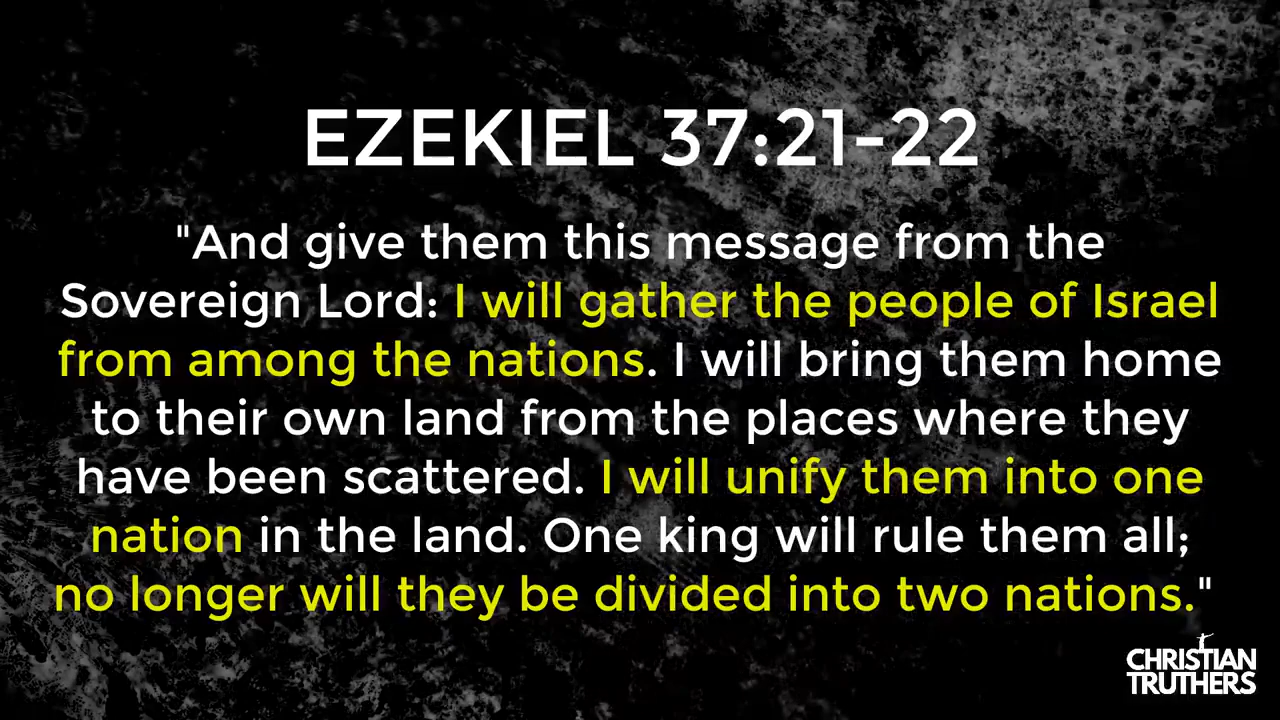 EZEKIEL 37:21-22
"And give them this message from the
Sovereign Lord: I will gather the people of Israel
from among the nations. I will bring them home
to their own land from the places where they
have been scattered. I will unify them into one
nation in the land. One king will rule them all;
no longer will they be divided into two nations."
CHRISTIAN
TRUTHERS